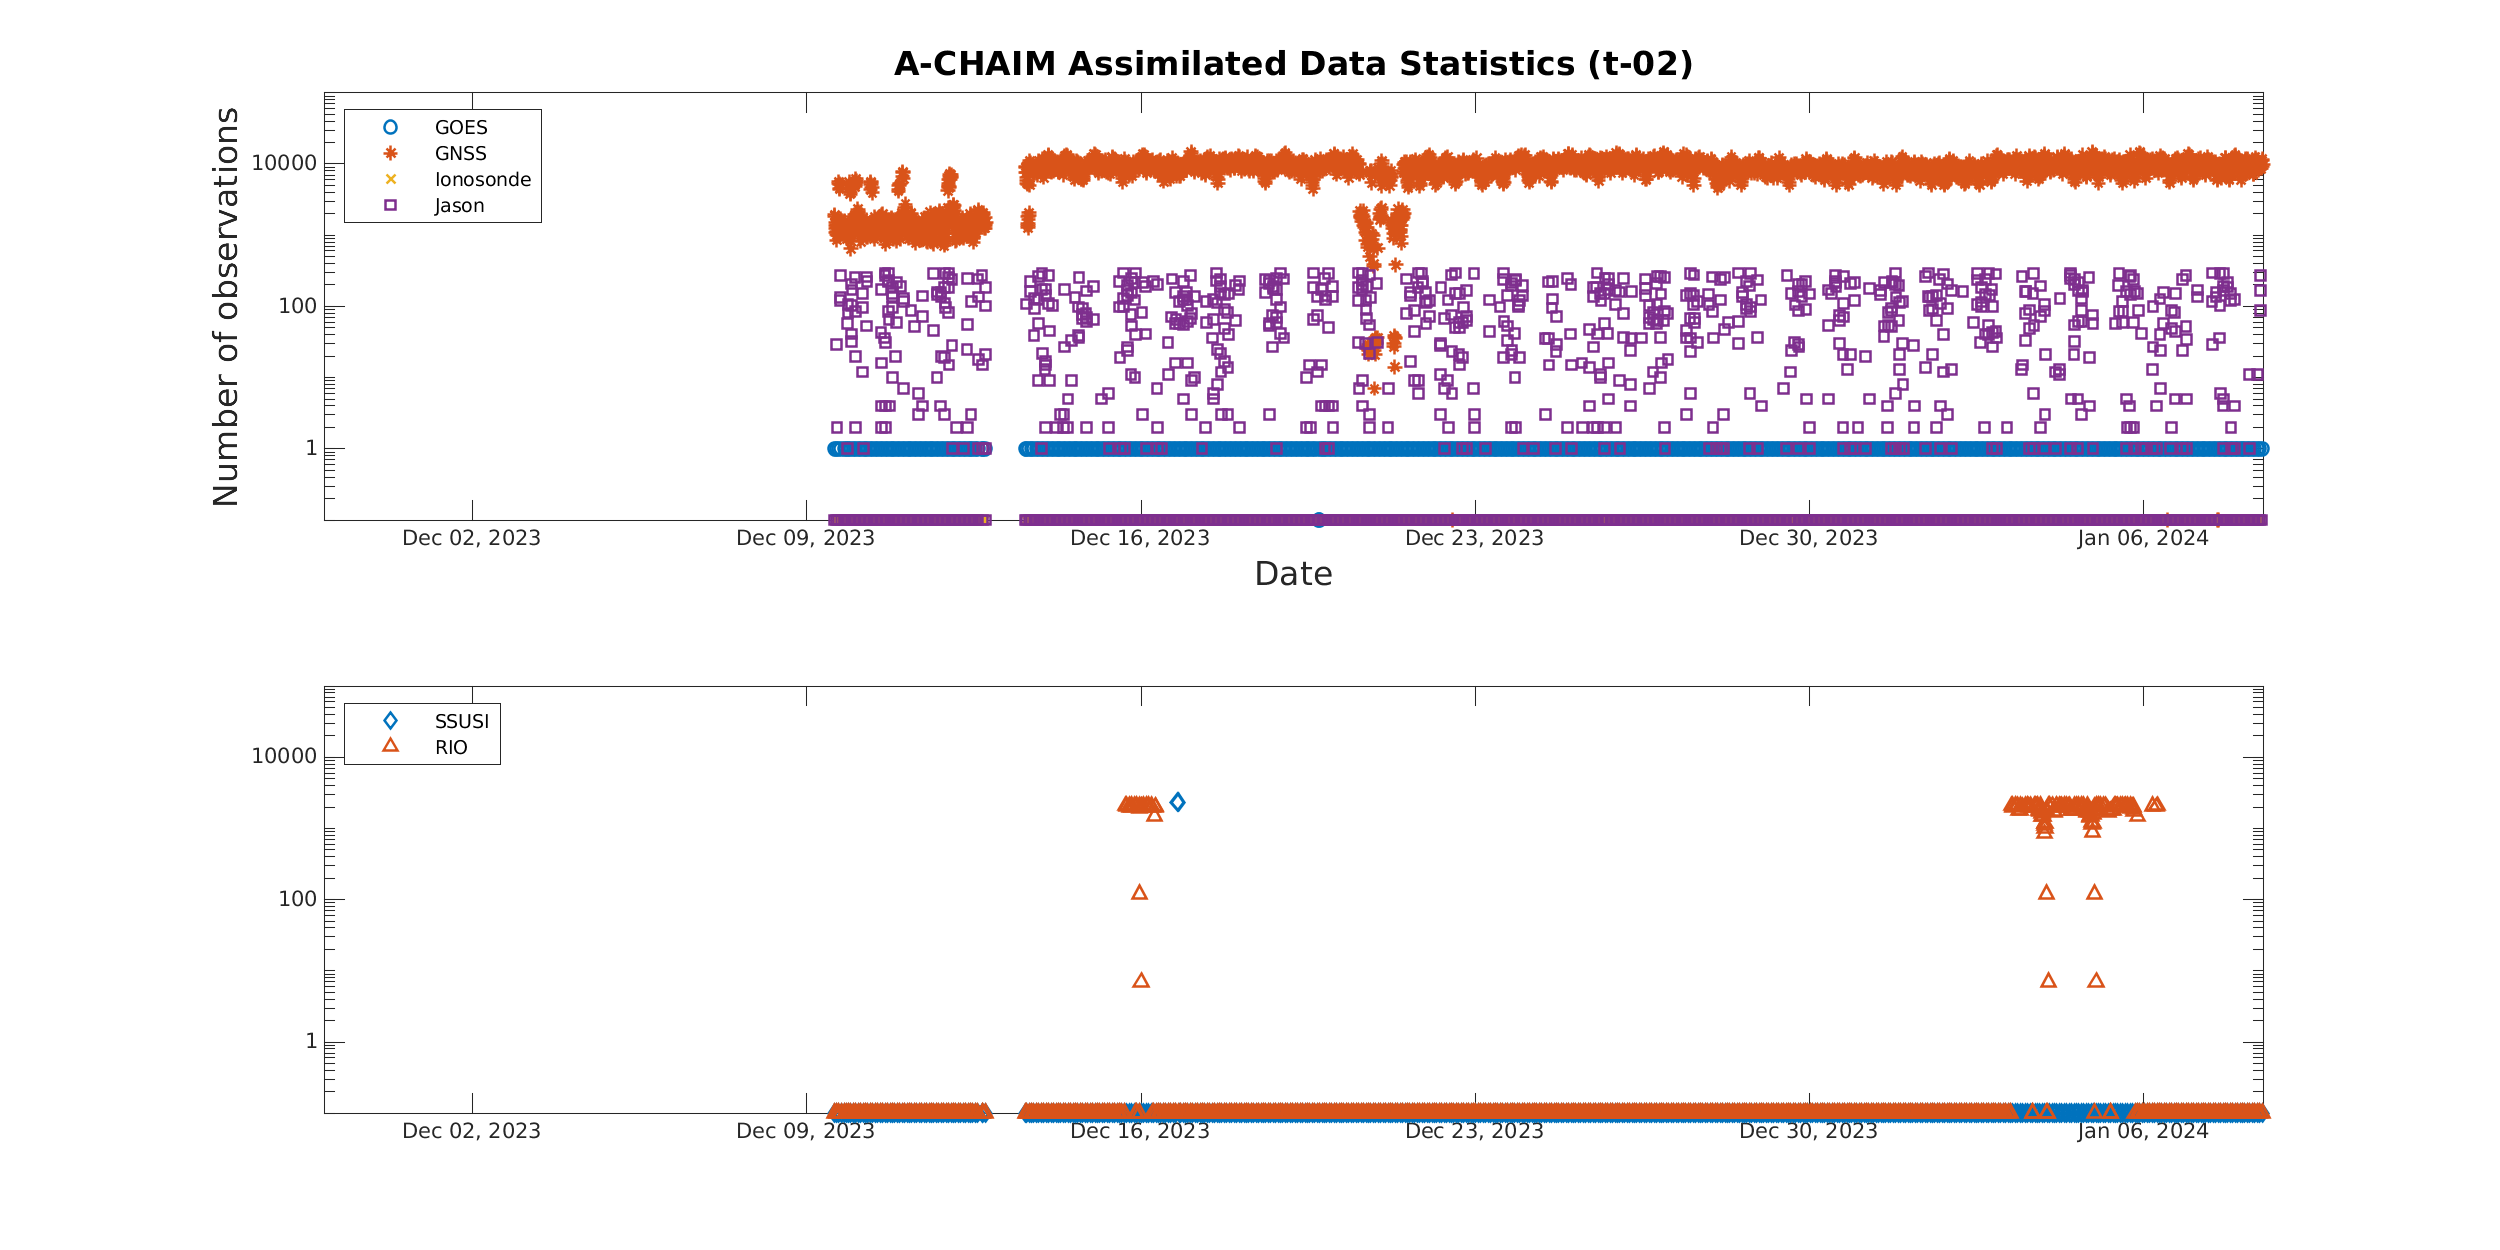 A-CHAIM Assimilated Data Statistics (t-02)
Number of observations
10000
100
1
GOES
GNSS
Ionosonde
Jason
Dec 02, 2023
Dec 09, 2023
Dec 16, 2023
Dec 23, 2023
Dec 30, 2023
Jan 06, 2024
Date
10000
100
1
SSUSI
RIO
Dec 02, 2023
Dec 09, 2023
Dec 16, 2023
Dec 23, 2023
Dec 30, 2023
Jan 06, 2024